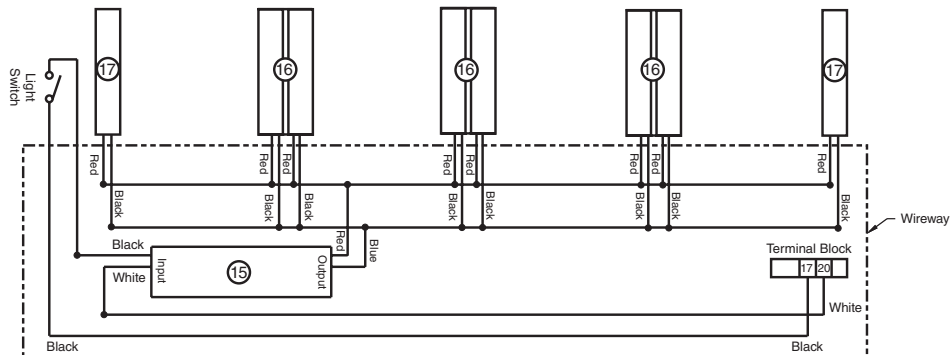 17
16
16
16
17
Light
Switch
Red
Red
Red
Red
Red
Red
Red
Red
Black
Black
Black
Black
Black
Black
Black
Black
Wireway
Black
White
Input
15
Output
Red
Blue
Terminal Block
17 20
White
Black
Black